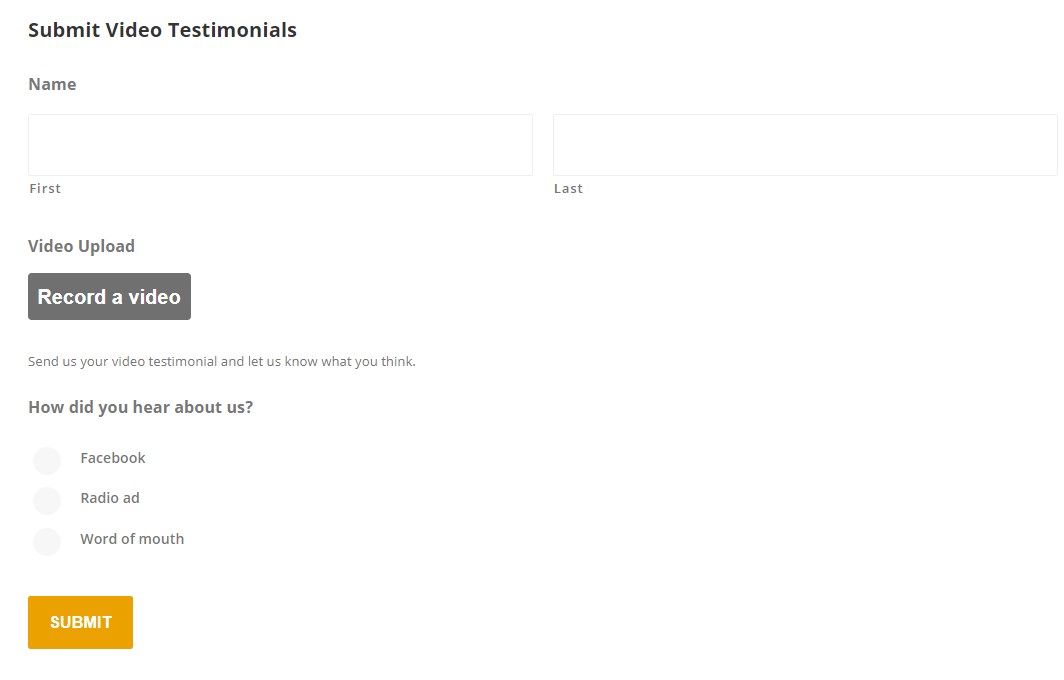 Submit Video Testimonials
Name
First
Last
Video Upload
Record a video
Send us your video testimonial and let us know what you think.
How did you hear about us?
Facebook
Radio ad
Word of mouth
SUBMIT